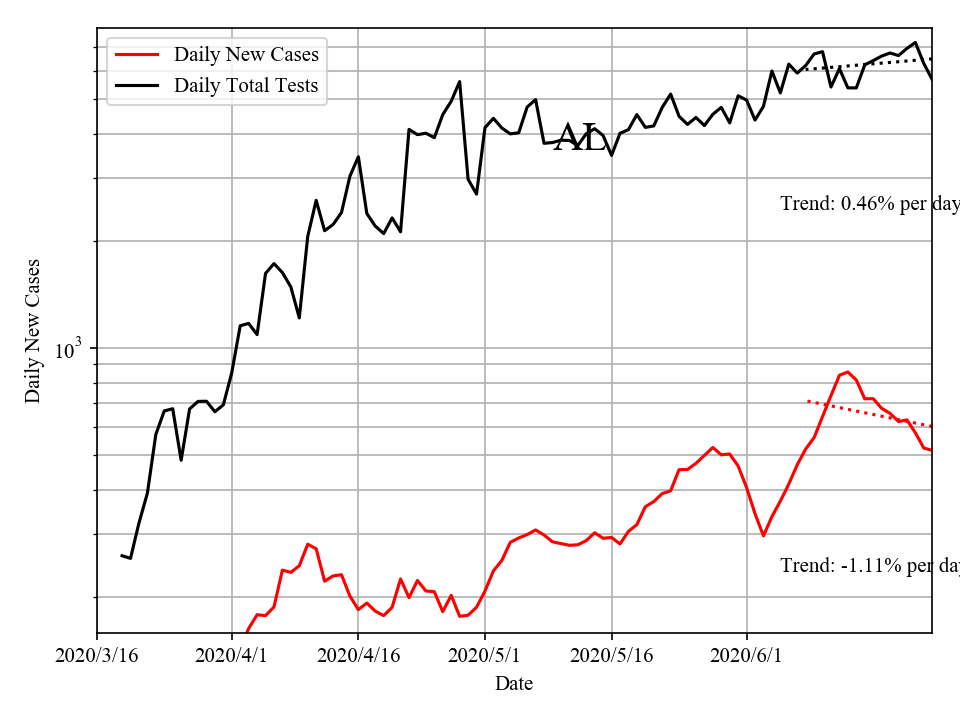 Daily New Cases
Daily Total Tests
AL
Trend: 0.46% per day
Daily New Cases
10^3
Trend: -1.11% per day
2020/3/16 2020/4/1 2020/4/16 2020/5/1 2020/5/16 2020/6/1
Date